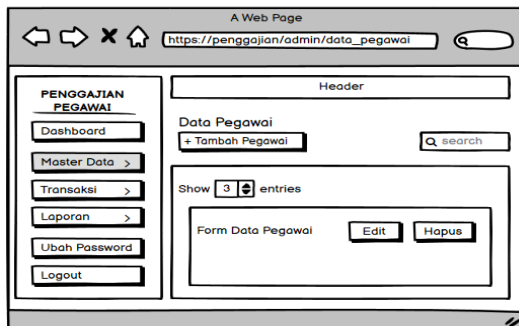 A Web Page
https://penggajian/admin/data_pegawai
PENGGAJIAN
PEGAWAI
Dashboard
Master Data >
Transaksi >
Laporan >
Ubah Password
Logout
Header
Data Pegawai
+ Tambah Pegawai
search
Show 3 entries
Form Data Pegawai
Edit
Hapus